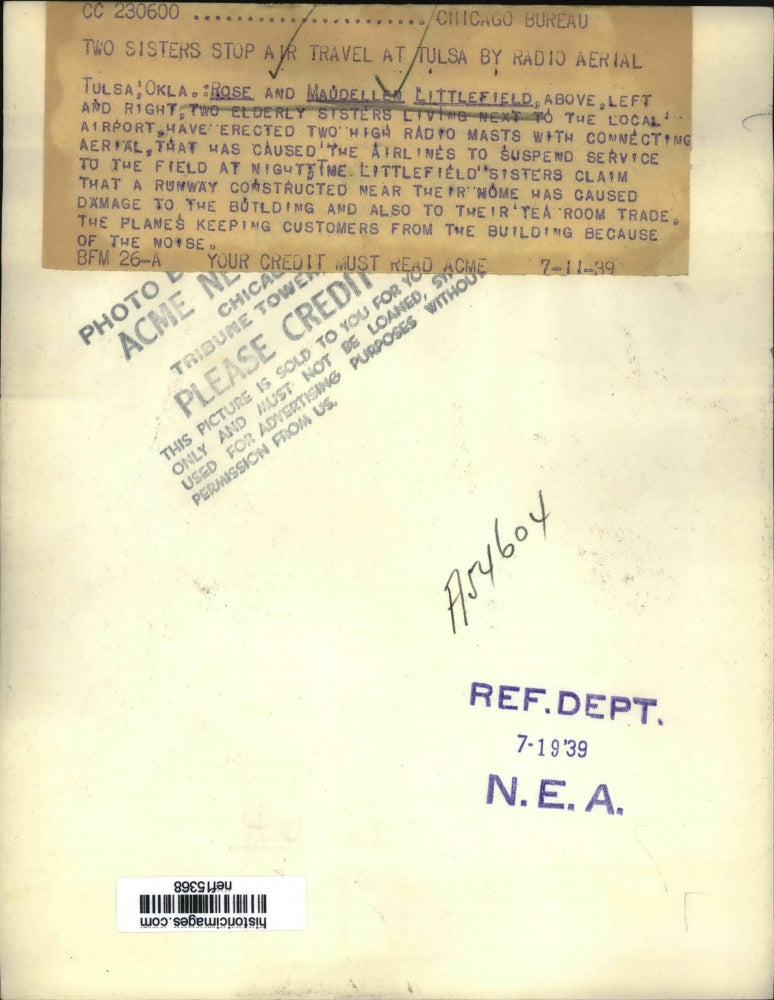 CC 230600 ........................ CHICAGO BUREAU
TWO SISTERS STOP AIR TRAVEL AT TULSA BY RADIO AERIAL
TULSA, OKLA.: ROSE AND MAUDELLEN LITTLEFIELD, ABOVE, LEFT
AND RIGHT, TWO ELDERLY SISTERS LIVING NEXT TO THE LOCAL
AIRPORT, HAVE ERECTED TWO HIGH RADIO MASTS WITH CONNECTING
AERIAL, THAT HAS CAUSED THE AIRLINES TO SUSPEND SERVICE
TO THE FIELD AT NIGHTTIME. LITTLEFIELD SISTERS CLAIM
THAT A RUNWAY CONSTRUCTED NEAR THEIR HOME HAS CAUSED
DAMAGE TO THE BUILDING AND ALSO TO THEIR TEA ROOM TRADE,
THE PLANES KEEPING CUSTOMERS FROM THE BUILDING BECAUSE
OF THE NOISE.
BFM 26-A YOUR CREDIT MUST READ ACME 7-11-39
PHOTO
ACME
CHICAGO
TRIBUNE TOWER
PLEASE CREDIT
THIS PICTURE IS SOLD TO YOU FOR YO
ONLY AND MUST NOT BE LOANED, SY
USED FOR ADVERTISING PURPOSES WITHOUT
PERMISSION FROM US.
A54604
REF. DEPT.
7-19'39
N.E.A.
historicimages.com
nef15368